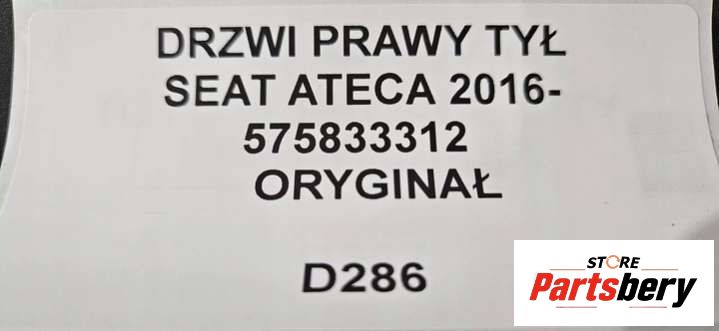 DRZWI PRAWY TYŁ
SEAT ATECA 2016-
575833312
ORYGINAŁ
D286
STORE
Partsbery